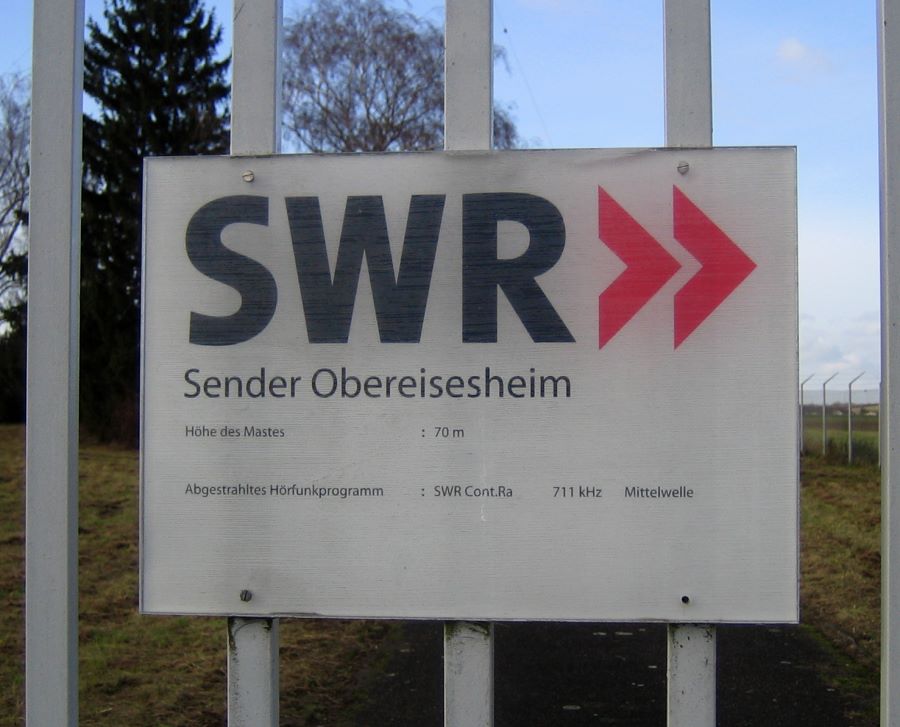 SWR
Sender Obereisesheim
Höhe des Mastes : 70 m
Abgestrahltes Hörfunkprogramm : SWR Cont.Ra 711 kHz Mittelwelle